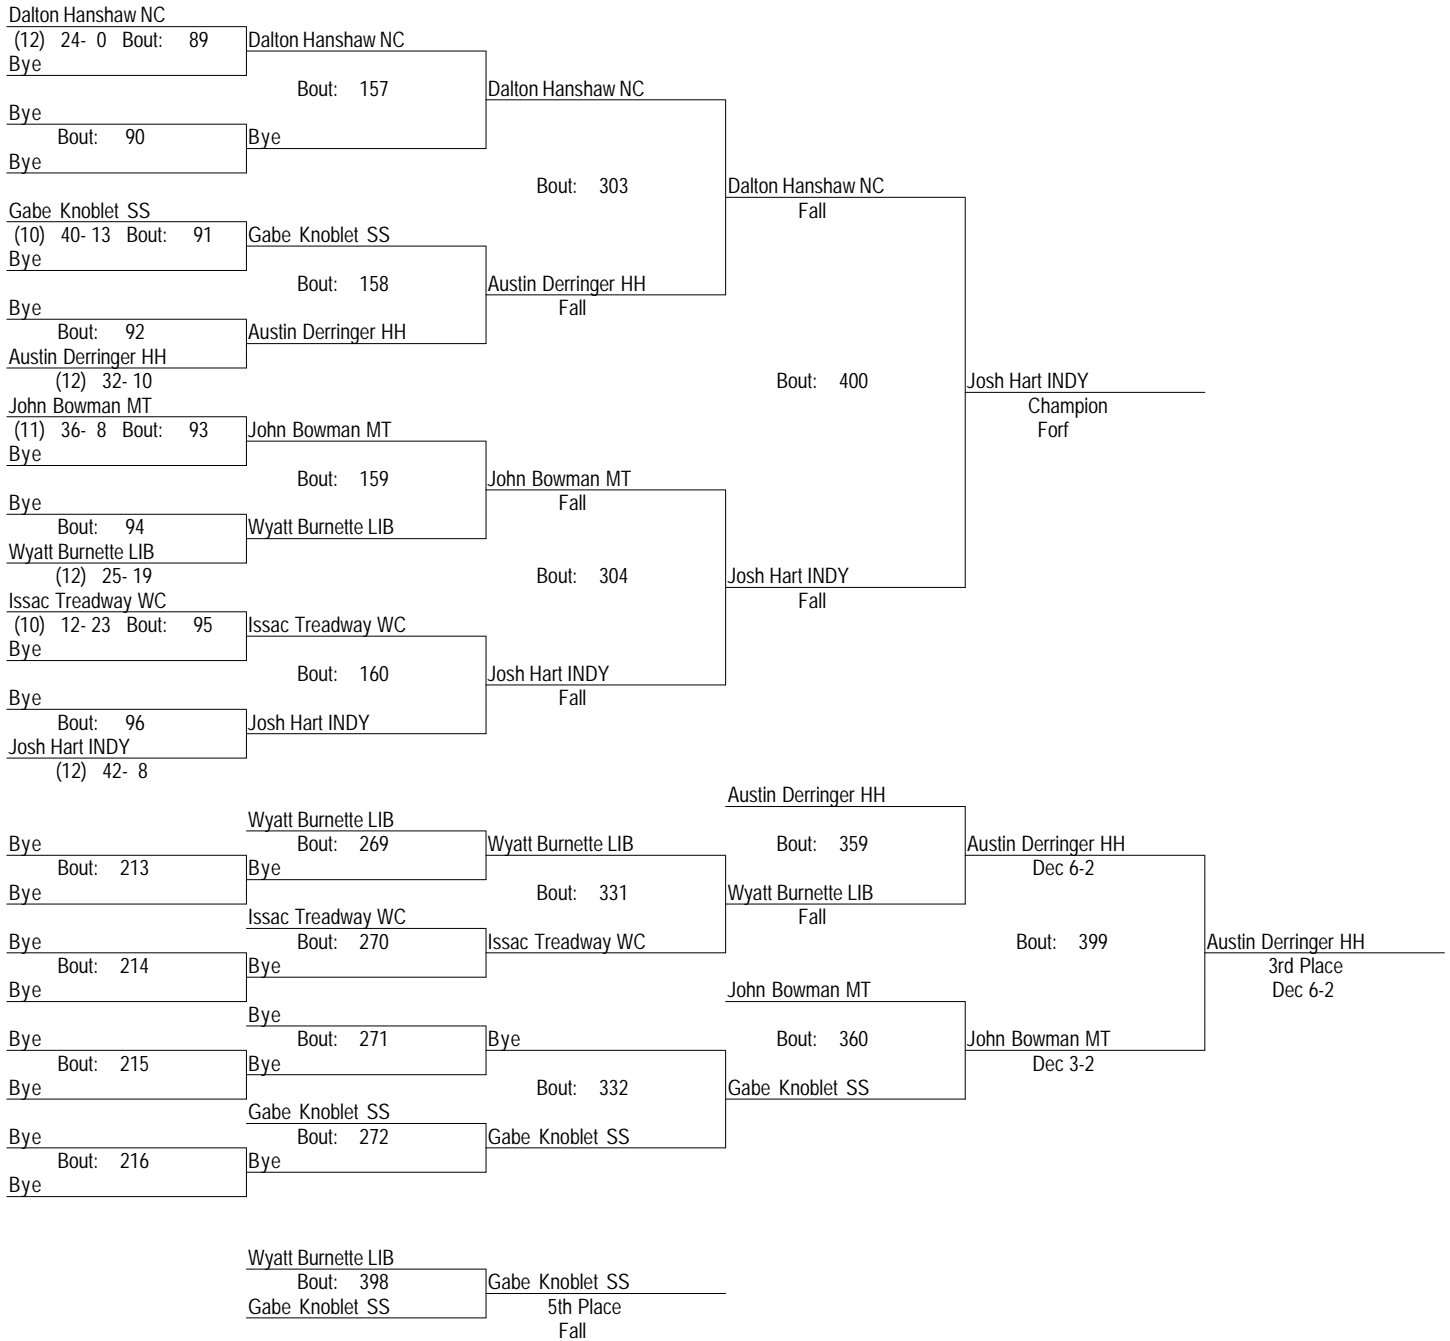 Dalton Hanshaw NC
(12) 24- 0 Bout: 89 Dalton Hanshaw NC
Bye
Bout: 157 Dalton Hanshaw NC
Bye
Bout: 90 Bye
Bye
Bout: 303 Dalton Hanshaw NC
Gabe Knoblet SS Fall
(10) 40- 13 Bout: 91 Gabe Knoblet SS
Bye
Bout: 158 Austin Derringer HH
Bye Fall
Bout: 92 Austin Derringer HH
Austin Derringer HH
(12) 32- 10 Bout: 400 Josh Hart INDY
John Bowman MT Champion
(11) 36- 8 Bout: 93 John Bowman MT Forf
Bye
Bout: 159 John Bowman MT
Bye Fall
Bout: 94 Wyatt Burnette LIB
Wyatt Burnette LIB
(12) 25- 19 Bout: 304 Josh Hart INDY
Issac Treadway WC Fall
(10) 12- 23 Bout: 95 Issac Treadway WC
Bye
Bout: 160 Josh Hart INDY
Bye Fall
Bout: 96 Josh Hart INDY
Josh Hart INDY
(12) 42- 8
Austin Derringer HH
Wyatt Burnette LIB
Bye Bout: 269 Wyatt Burnette LIB Bout: 359 Austin Derringer HH
Bout: 213 Bye Dec 6-2
Bye Bout: 331 Wyatt Burnette LIB
Issac Treadway WC Fall
Bye Bout: 270 Issac Treadway WC Bout: 399 Austin Derringer HH
Bout: 214 Bye 3rd Place
Bye John Bowman MT Dec 6-2
Bye
Bye Bout: 271 Bye Bout: 360 John Bowman MT
Bout: 215 Bye Dec 3-2
Bye Bout: 332 Gabe Knoblet SS
Gabe Knoblet SS
Bye Bout: 272 Gabe Knoblet SS
Bout: 216 Bye
Bye
Wyatt Burnette LIB
Bout: 398 Gabe Knoblet SS
Gabe Knoblet SS 5th Place
Fall